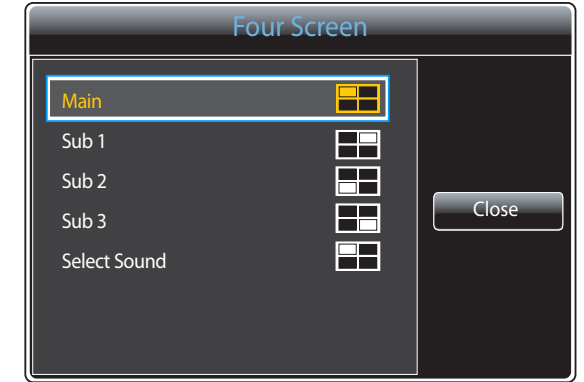 Four Screen
Main
Sub 1
Sub 2
Sub 3
Select Sound
Close